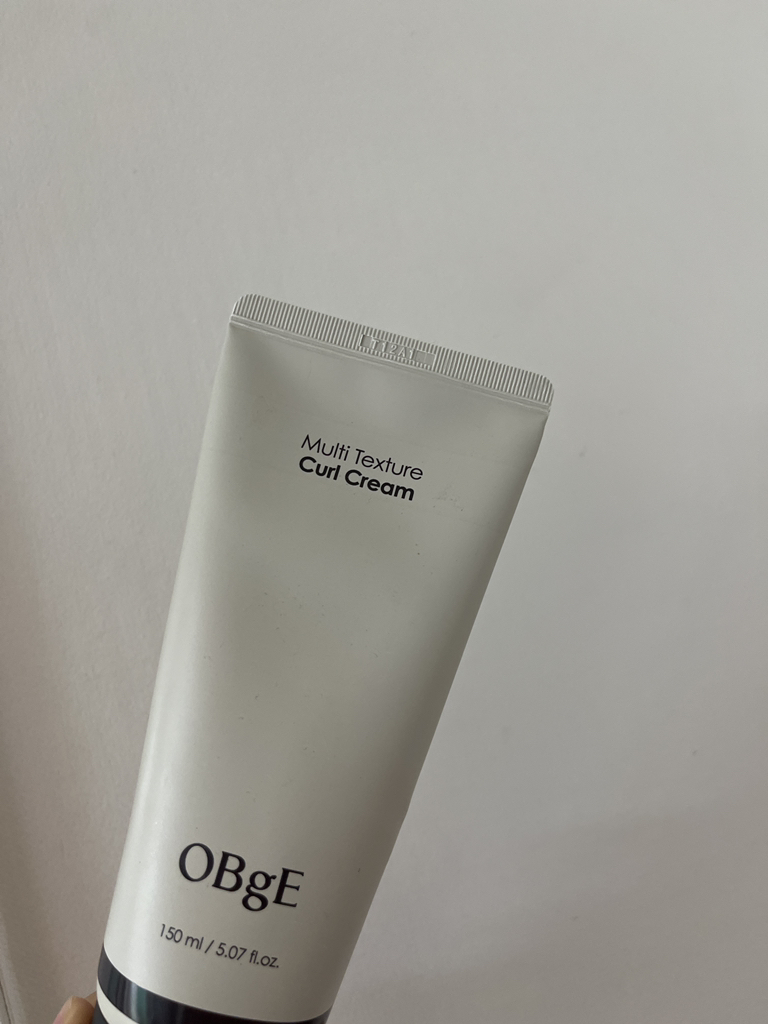 Multi Texture
Curl Cream
OBgE
150 ml / 5.07 fl.oz.